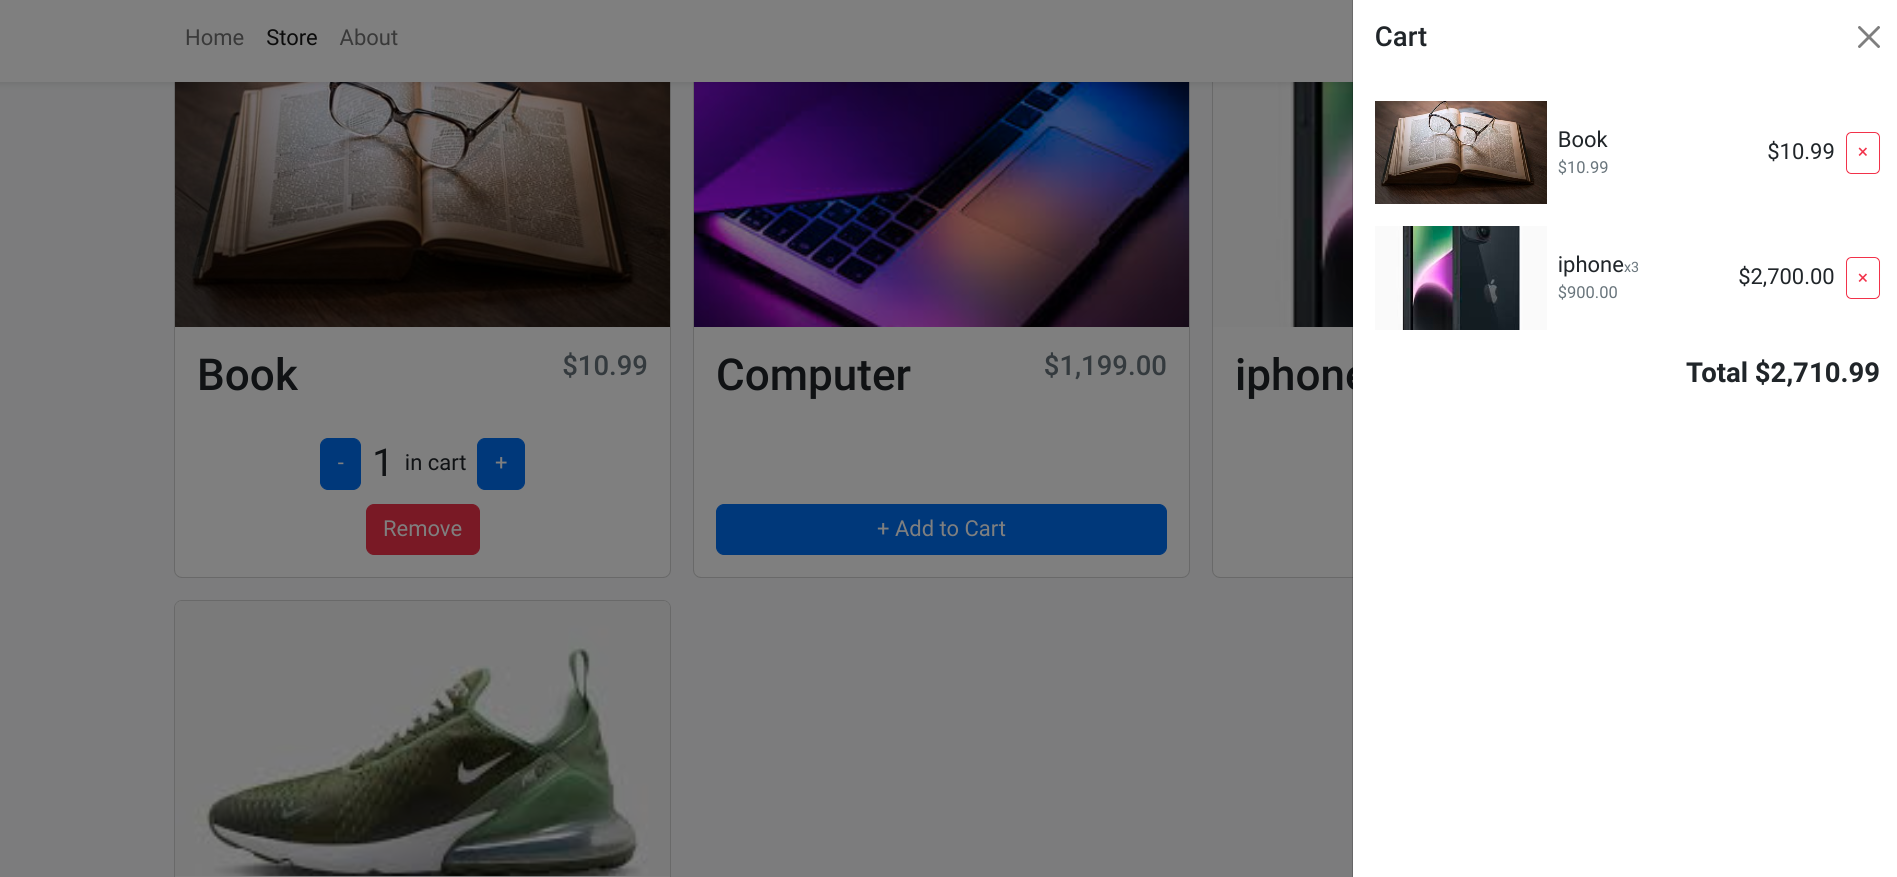 Home Store About
Book $10.99
- 1 in cart +
Remove
Computer $1,199.00
+ Add to Cart
iphone
Cart
Book
$10.99
$10.99 ×
iphonex3
$900.00
$2,700.00 ×
Total $2,710.99